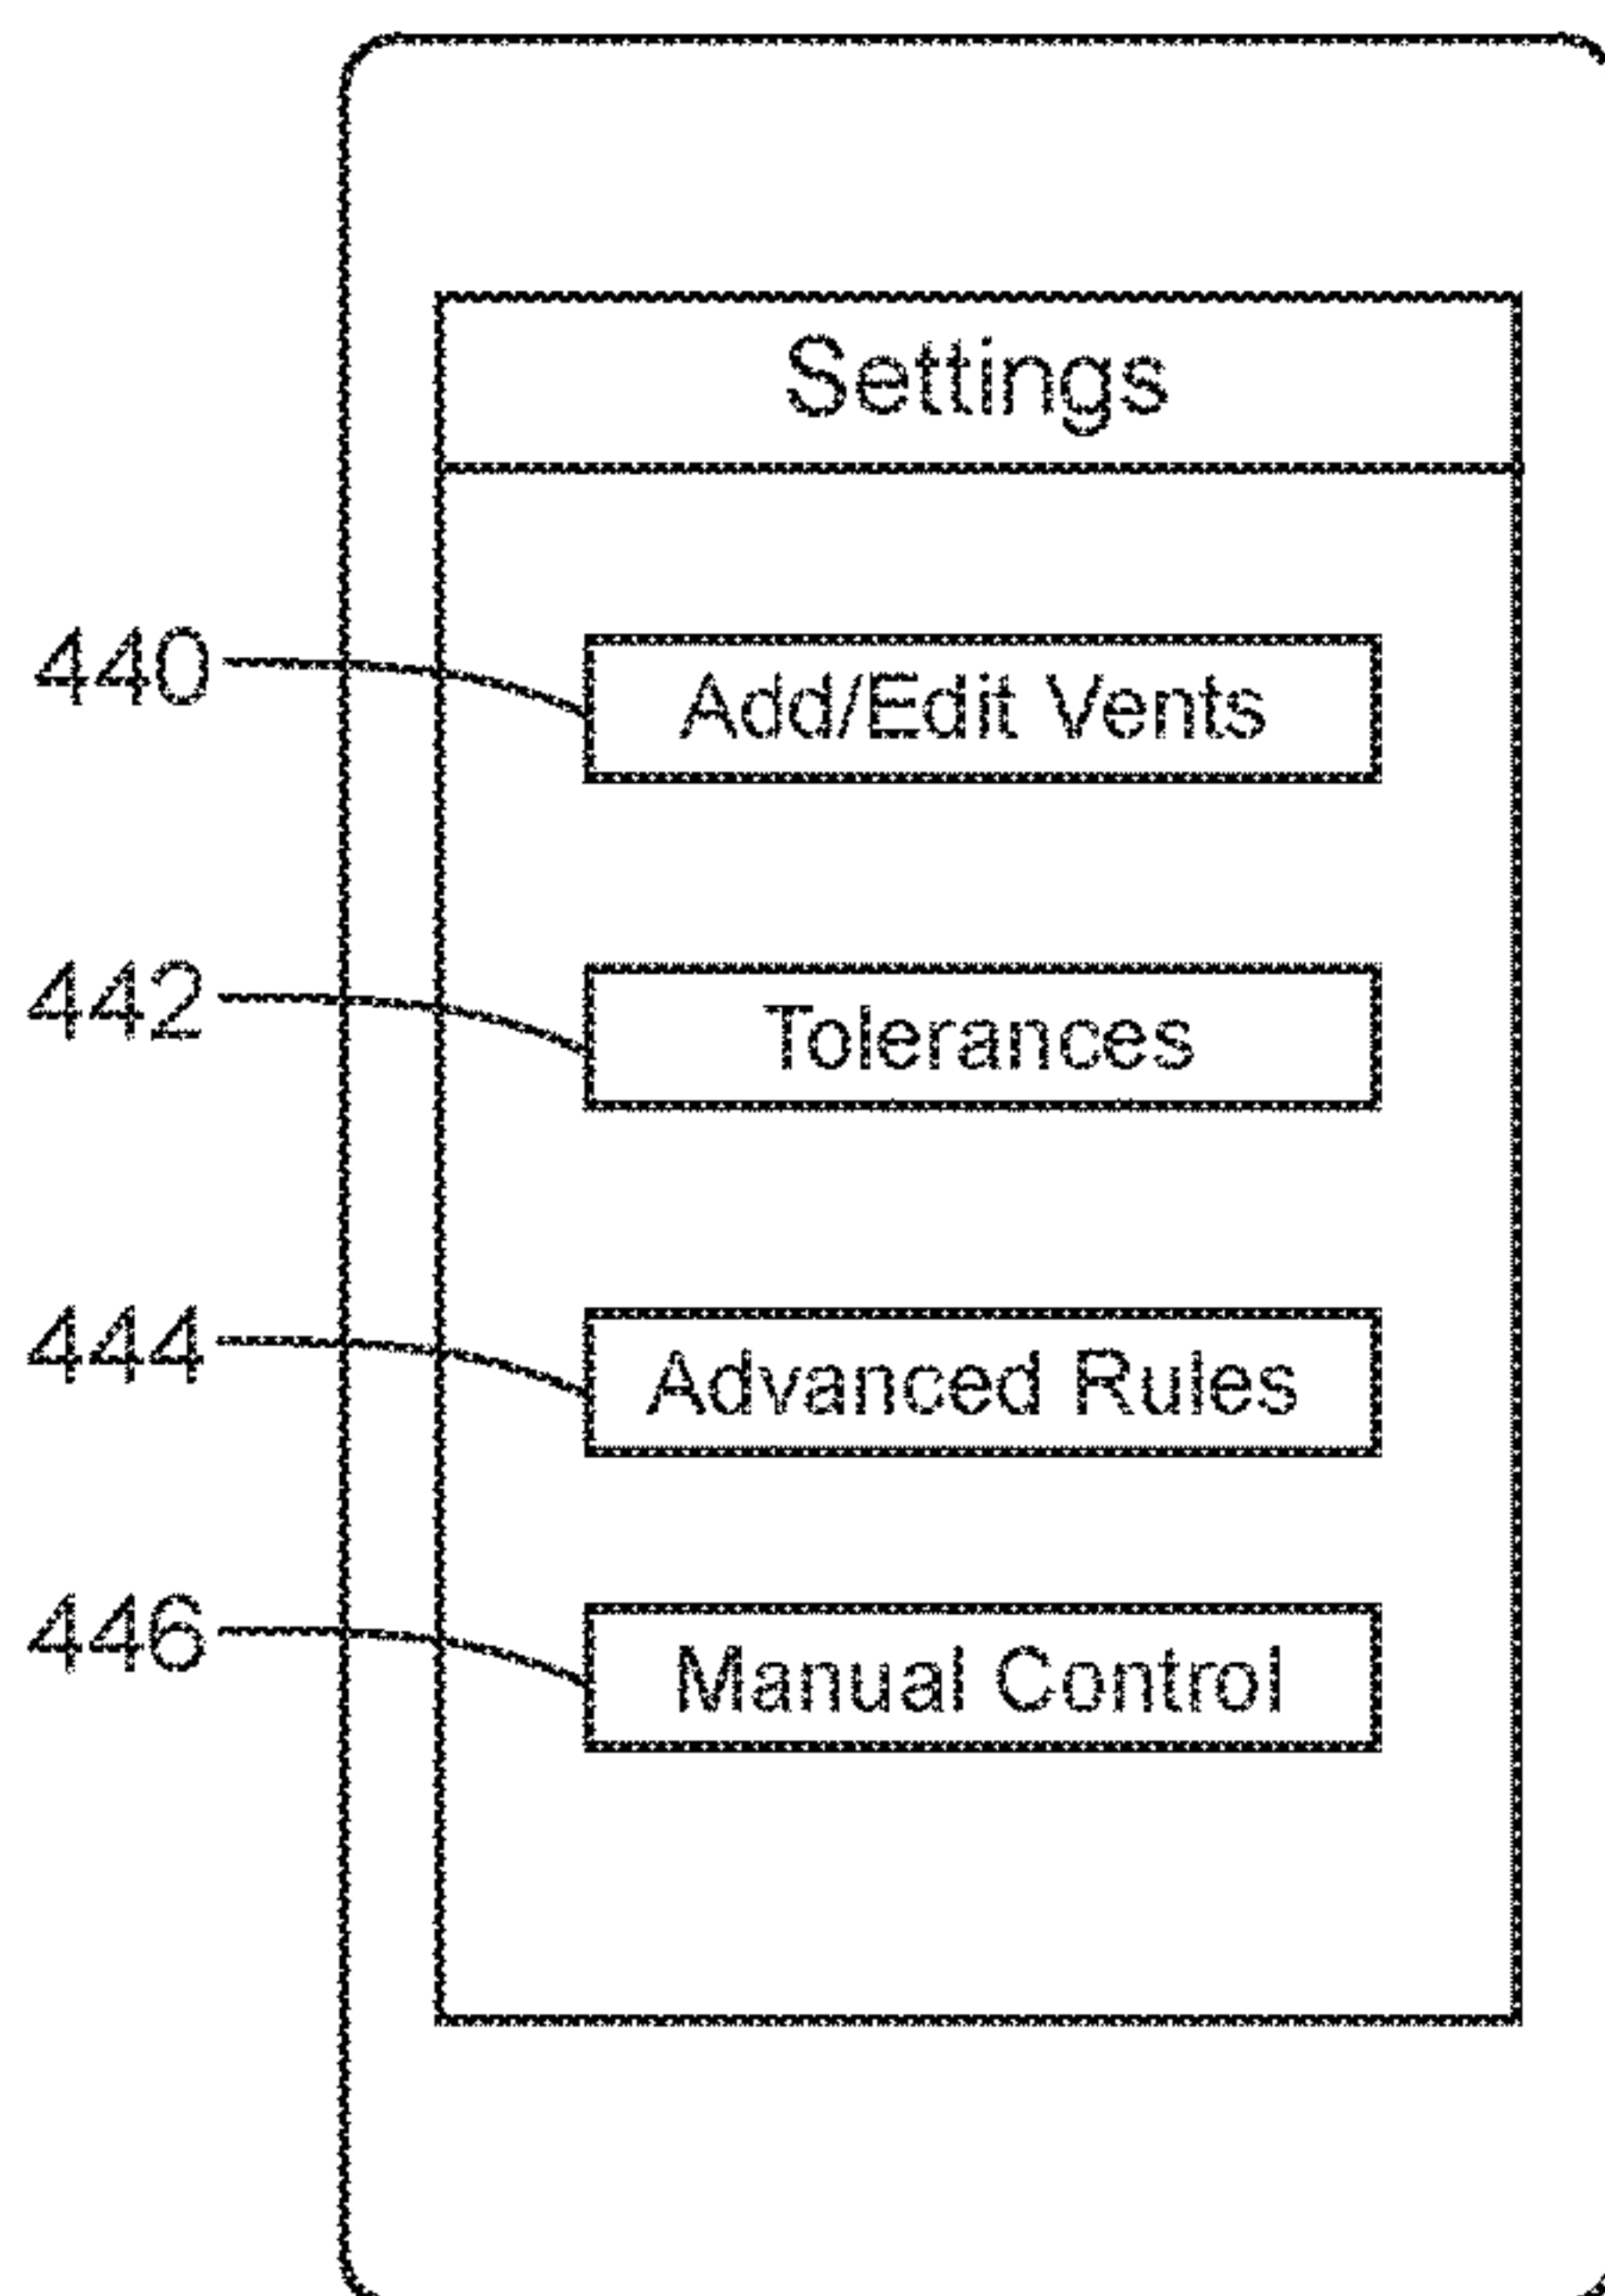 Settings
440 Add/Edit Vents
442 Tolerances
444 Advanced Rules
446 Manual Control